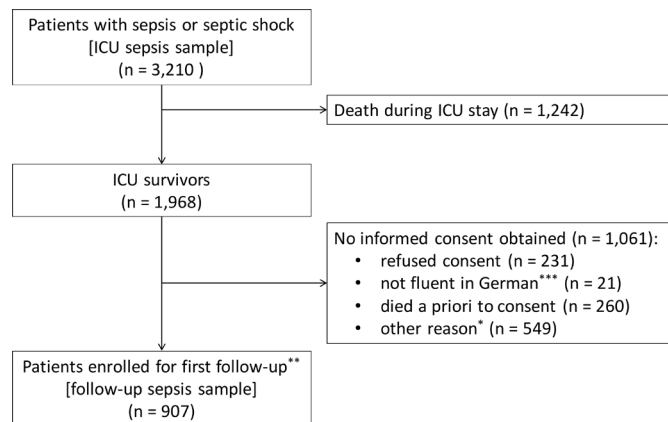 Patients with sepsis or septic shock
[ICU sepsis sample]
(n = 3,210 )
Death during ICU stay (n = 1,242)
ICU survivors
(n = 1,968)
No informed consent obtained (n = 1,061):
• refused consent (n = 231)
• not fluent in German*** (n = 21)
• died a priori to consent (n = 260)
• other reason* (n = 549)
Patients enrolled for first follow-up**
[follow-up sepsis sample]
(n = 907)